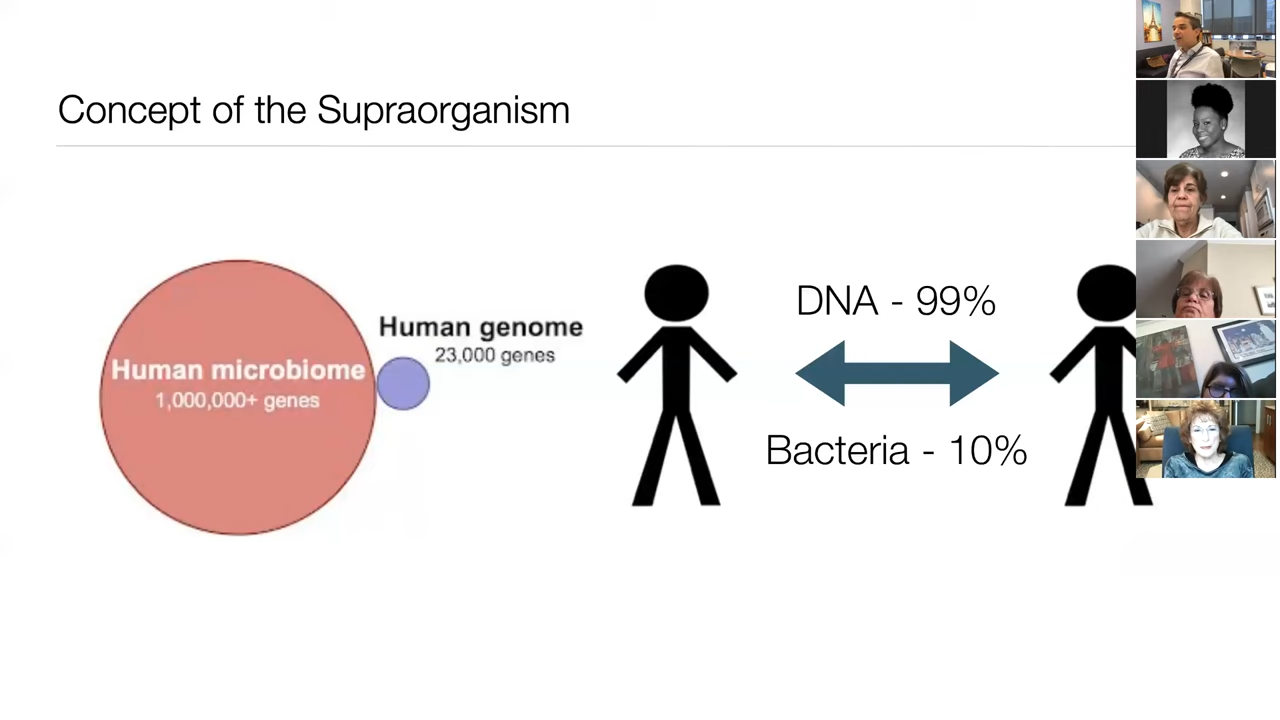 Concept of the Supraorganism
Human microbiome
1,000,000+ genes
Human genome
23,000 genes
DNA - 99%
Bacteria - 10%